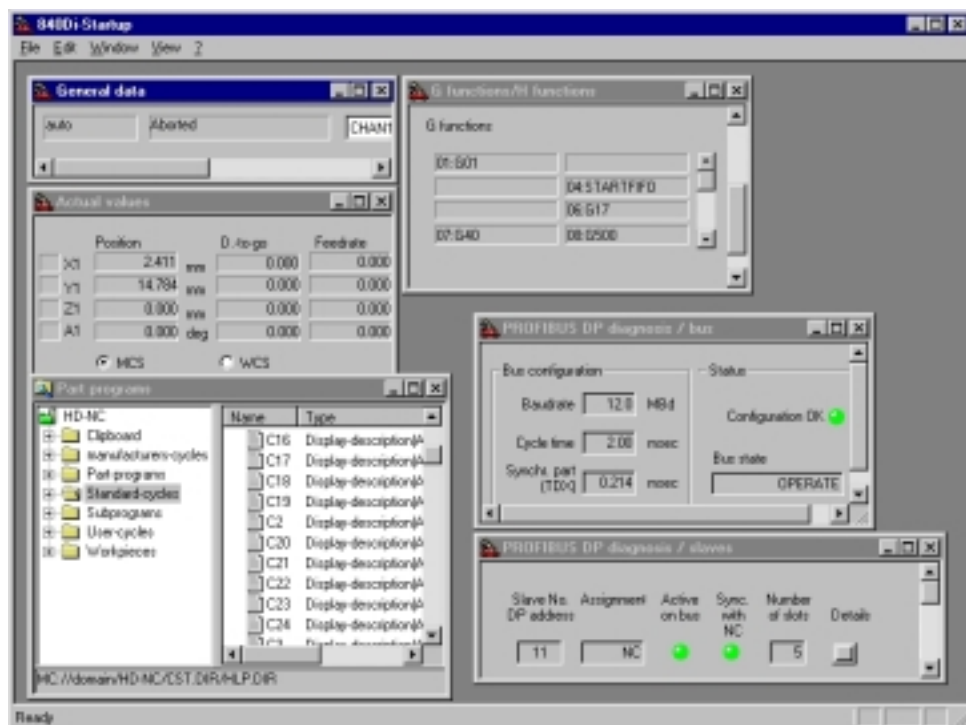 840Di-Startup
File Edit Window View ?
General data
auto Aborted CHAN1
Actual values
Position D.-to-go Feedrate
X1 2.411 mm 0.000 0.000
Y1 14.784 mm 0.000 0.000
Z1 0.000 mm 0.000 0.000
A1 0.000 deg 0.000 0.000
MCS WCS
G functions/H functions
G functions
01:G01
04:STARTFIFO
06:G17
07:G40 08:G500
PROFIBUS DP diagnosis / bus
Bus configuration Status
Baudrate 12.0 MBd
Configuration OK
Cycle time 2.00 msec
Bus state
Synchr. part (TDX) 0.214 msec
OPERATE
Part programs
HD-NC
Clipboard
manufacturers-cycles
Part-programs
Standard-cycles
Subprograms
User-cycles
Workpieces
Name Type
C16 Display-description
C17 Display-description
C18 Display-description
C19 Display-description
C2 Display-description
C20 Display-description
C21 Display-description
C22 Display-description
C23 Display-description
C24 Display-description
C3 Display-description
MC://domain/HD-NC/CST.DIR/HLP.DIR
PROFIBUS DP diagnosis / slaves
Slave No. Assignment Active Sync. Number Details
DP address on bus with of slots
NC
11 NC 5
Ready